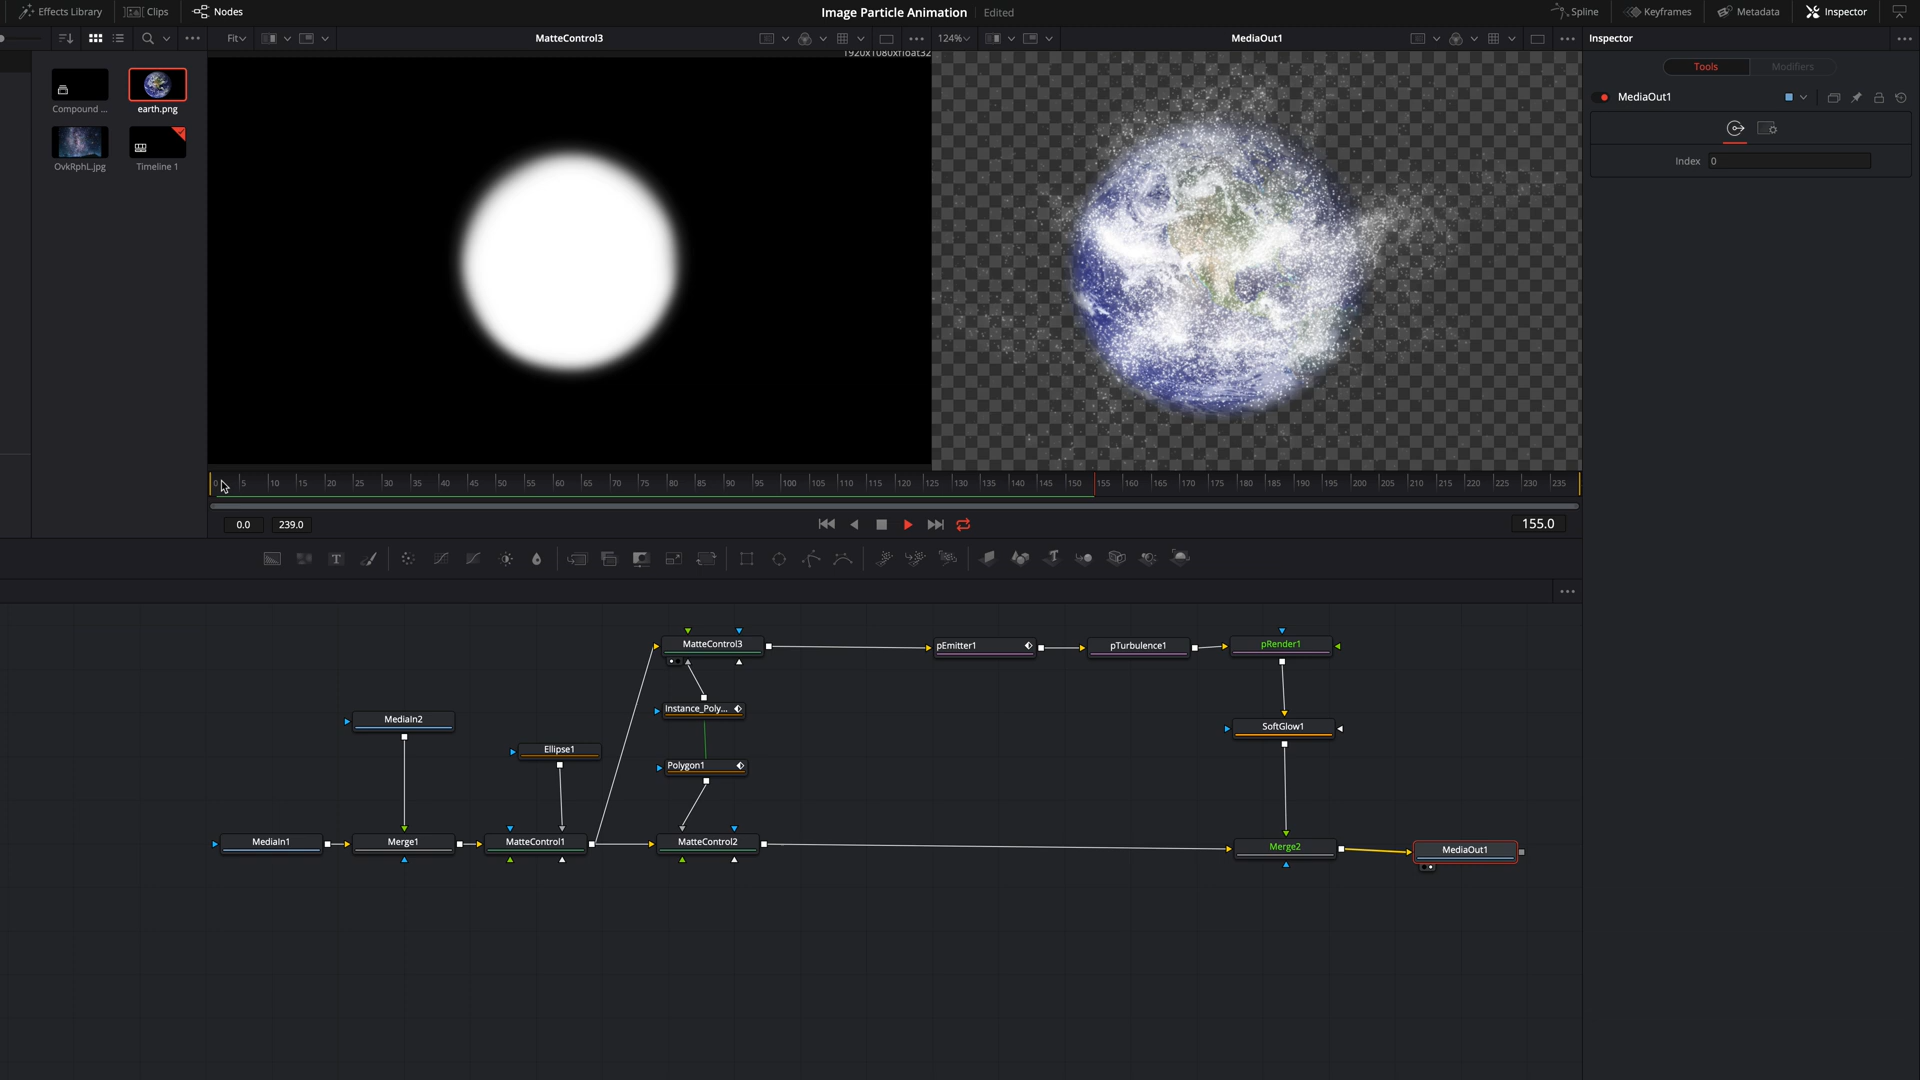 Effects Library
Clips
Nodes
Image Particle Animation
Edited
Spline
Keyframes
Metadata
Inspector
Fit
MatteControl3
124%
MediaOut1
Inspector
1920x1080xfloat32
Tools
Modifiers
MediaOut1
Index
0
Compound ...
earth.png
OvkRphL.jpg
Timeline 1
0 5 10 15 20 25 30 35 40 45 50 55 60 65 70 75 80 85 90 95 100 105 110 115 120 125 130 135 140 145 150 155 160 165 170 175 180 185 190 195 200 205 210 215 220 225 230 235
0.0
239.0
155.0
T
MatteControl3
pEmitter1
pTurbulence1
pRender1
Instance_Poly...
MediaIn2
SoftGlow1
Ellipse1
Polygon1
MediaIn1
Merge1
MatteControl1
MatteControl2
Merge2
MediaOut1